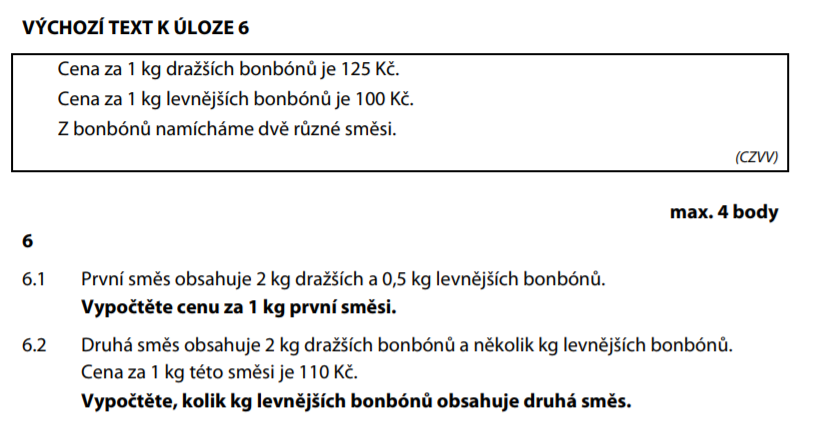 VÝCHOZÍ TEXT K ÚLOZE 6
Cena za 1 kg dražších bonbónů je 125 Kč.
Cena za 1 kg levnějších bonbónů je 100 Kč.
Z bonbónů namícháme dvě různé směsi.
(CZVV)
max. 4 body
6
6.1 První směs obsahuje 2 kg dražších a 0,5 kg levnějších bonbónů.
Vypočtěte cenu za 1 kg první směsi.
6.2 Druhá směs obsahuje 2 kg dražších bonbónů a několik kg levnějších bonbónů.
Cena za 1 kg této směsi je 110 Kč.
Vypočtěte, kolik kg levnějších bonbónů obsahuje druhá směs.